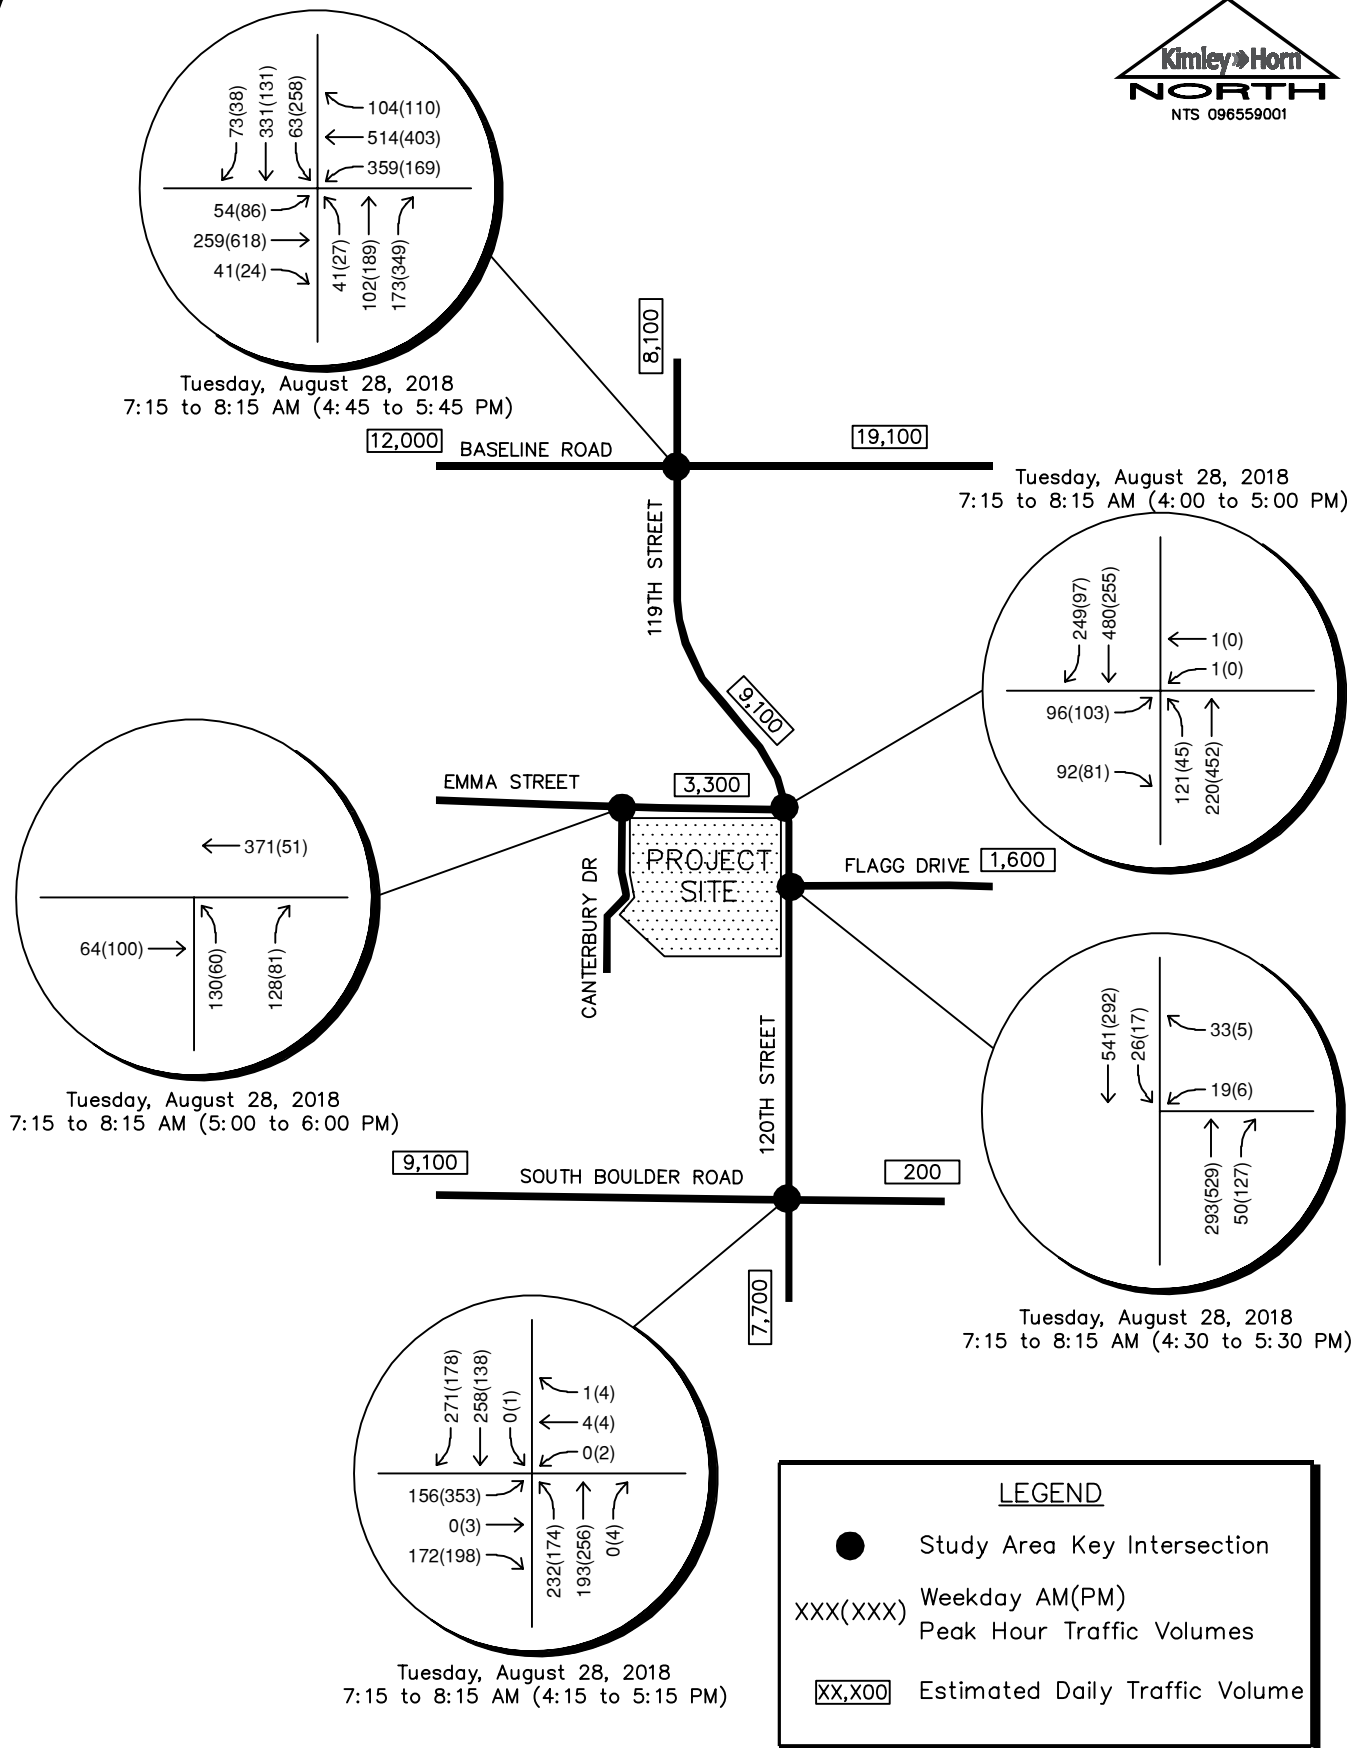 Kimley»Horn
NORTH
NTS 096559001
73(38)
331(131)
63(258)
104(110)
514(403)
359(169)
54(86)
259(618)
41(24)
41(27)
102(189)
173(349)
Tuesday, August 28, 2018
7:15 to 8:15 AM (4:45 to 5:45 PM)
8,100
12,000
BASELINE ROAD
19,100
119TH STREET
9,100
Tuesday, August 28, 2018
7:15 to 8:15 AM (4:00 to 5:00 PM)
249(97)
480(255)
1(0)
1(0)
96(103)
92(81)
121(45)
220(452)
EMMA STREET
3,300
PROJECT
SITE
FLAGG DRIVE
1,600
CANTERBURY DR
371(51)
64(100)
130(60)
128(81)
Tuesday, August 28, 2018
7:15 to 8:15 AM (5:00 to 6:00 PM)
541(292)
26(17)
33(5)
19(6)
293(529)
50(127)
Tuesday, August 28, 2018
7:15 to 8:15 AM (4:30 to 5:30 PM)
120TH STREET
9,100
SOUTH BOULDER ROAD
200
7,700
271(178)
258(138)
0(1)
1(4)
4(4)
0(2)
156(353)
0(3)
172(198)
232(174)
193(256)
0(4)
Tuesday, August 28, 2018
7:15 to 8:15 AM (4:15 to 5:15 PM)
LEGEND
Study Area Key Intersection
XXX(XXX)
Weekday AM(PM)
Peak Hour Traffic Volumes
XX,X00
Estimated Daily Traffic Volume